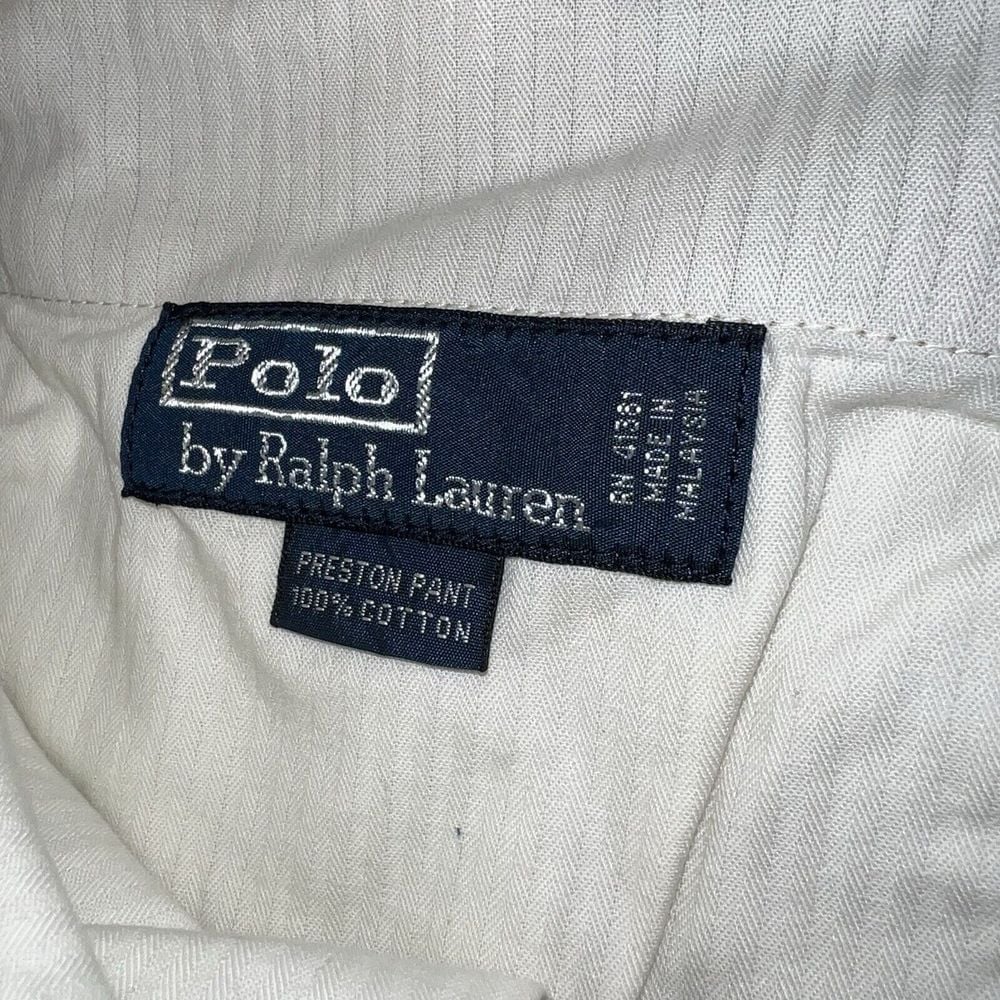 Polo
by Ralph Lauren
RN 41381
MADE IN
MALAYSIA
PRESTON PANT
100% COTTON